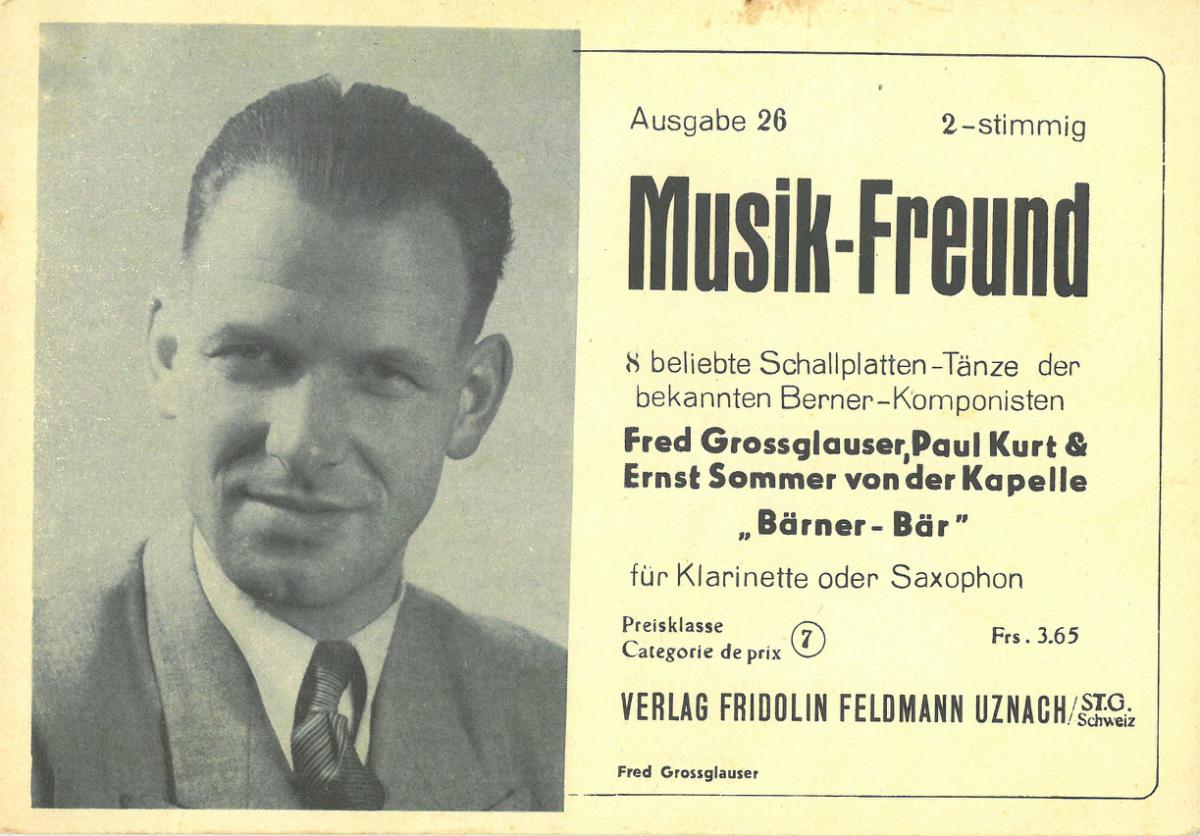 Ausgabe 26 2-stimmig
Musik-Freund
8 beliebte Schallplatten-Tänze der
bekannten Berner-Komponisten
Fred Grossglauser, Paul Kurt &
Ernst Sommer von der Kapelle
„Bärner-Bär”
für Klarinette oder Saxophon
Preisklasse
Categorie de prix 7
Frs. 3.65
VERLAG FRIDOLIN FELDMANN UZNACH/ST.G.
Schweiz
Fred Grossglauser